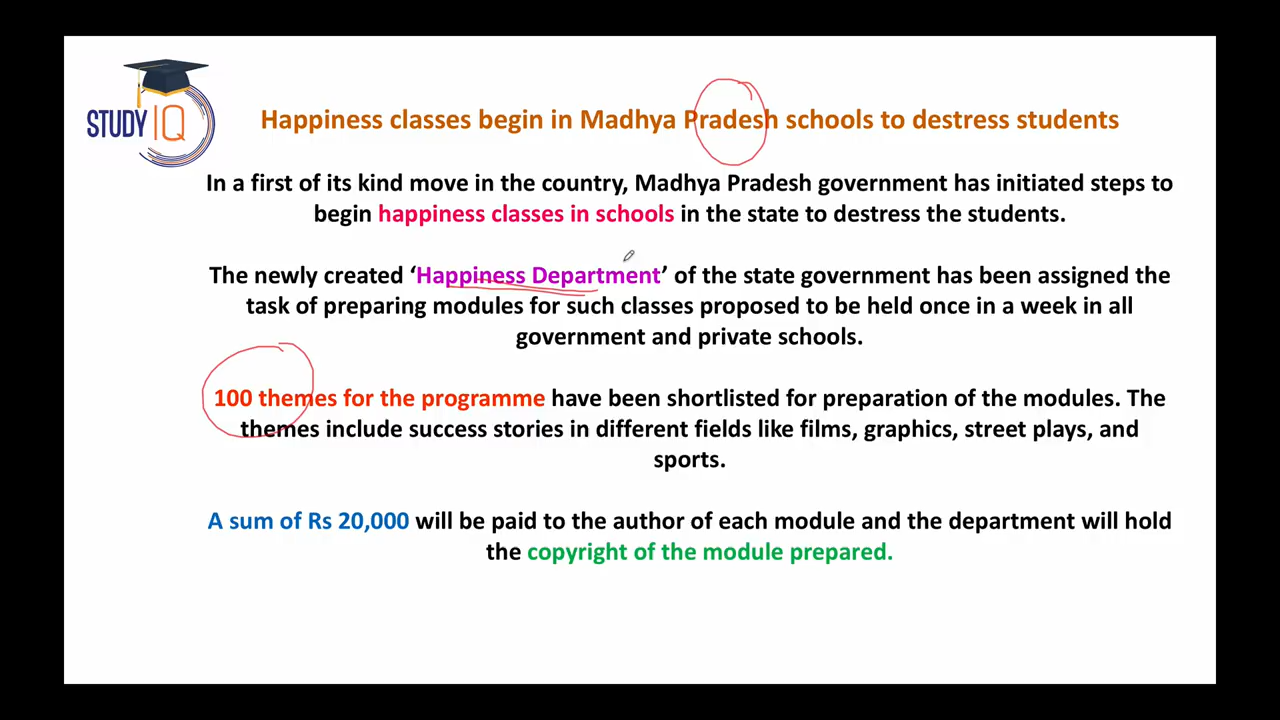 STUDY IQ
Happiness classes begin in Madhya Pradesh schools to destress students
In a first of its kind move in the country, Madhya Pradesh government has initiated steps to
begin happiness classes in schools in the state to destress the students.
The newly created ‘Happiness Department’ of the state government has been assigned the
task of preparing modules for such classes proposed to be held once in a week in all
government and private schools.
100 themes for the programme have been shortlisted for preparation of the modules. The
themes include success stories in different fields like films, graphics, street plays, and
sports.
A sum of Rs 20,000 will be paid to the author of each module and the department will hold
the copyright of the module prepared.